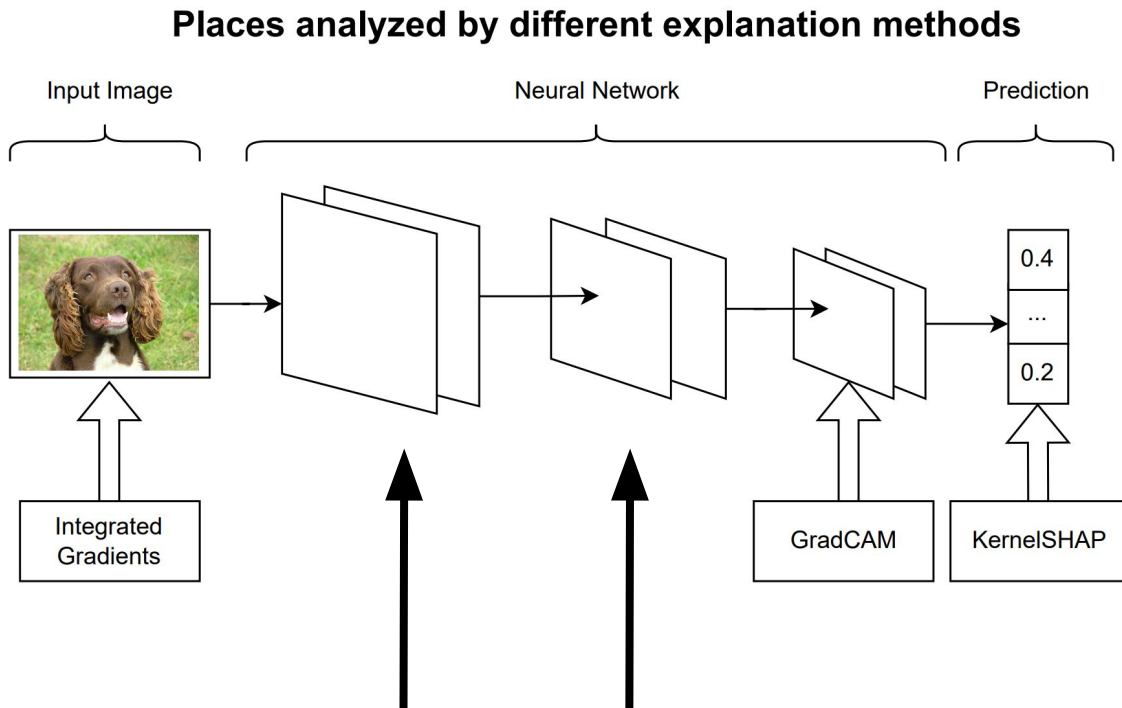 Places analyzed by different explanation methods
Input Image
Neural Network
Prediction
0.4
...
0.2
Integrated
Gradients
GradCAM
KernelSHAP